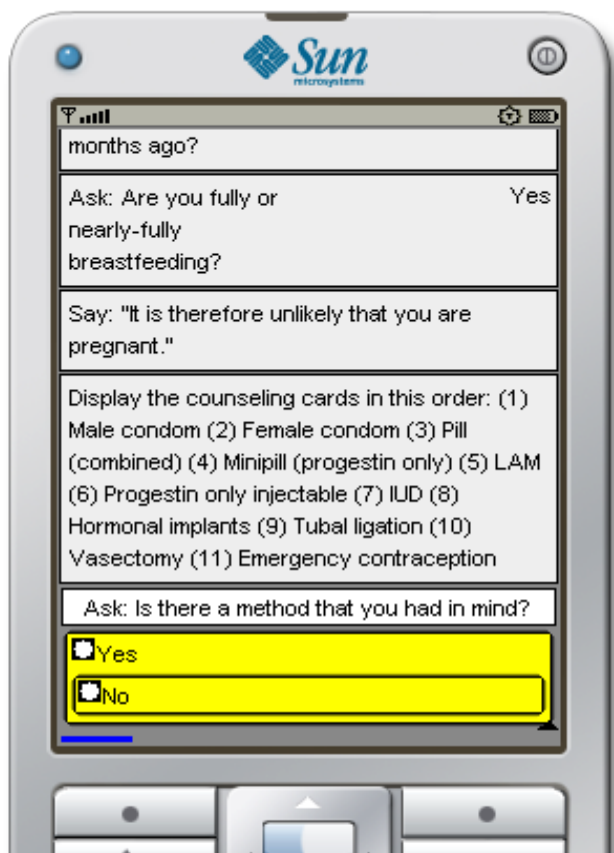 Sun
microsystems
months ago?
Ask: Are you fully or Yes
nearly-fully
breastfeeding?
Say: "It is therefore unlikely that you are
pregnant."
Display the counseling cards in this order: (1)
Male condom (2) Female condom (3) Pill
(combined) (4) Minipill (progestin only) (5) LAM
(6) Progestin only injectable (7) IUD (8)
Hormonal implants (9) Tubal ligation (10)
Vasectomy (11) Emergency contraception
Ask: Is there a method that you had in mind?
Yes
No